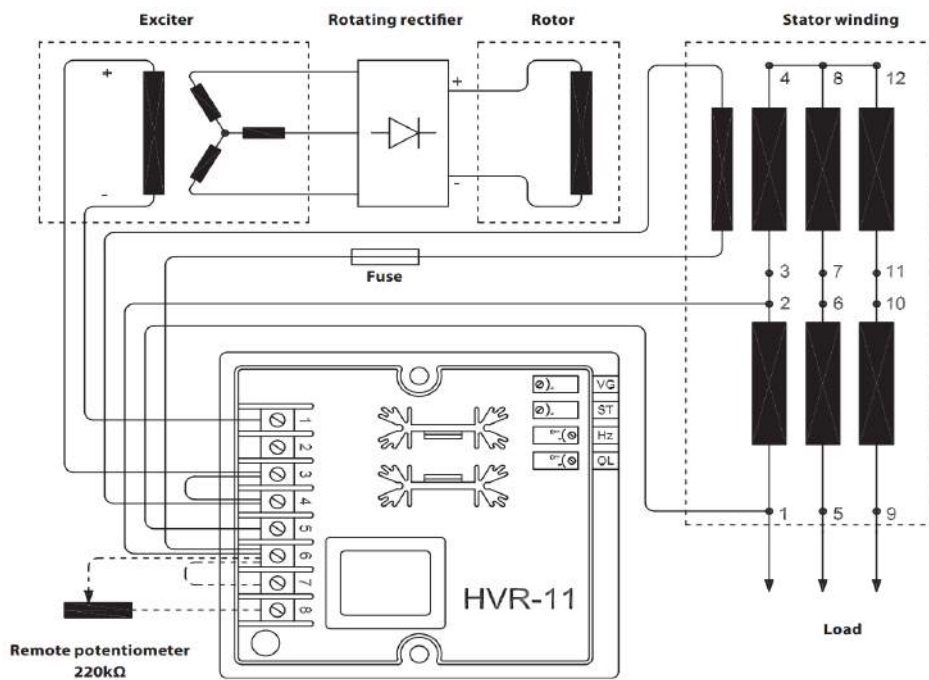 Exciter
Rotating rectifier
Rotor
Stator winding
+
-
+
-
4 8 12
3 7 11
2 6 10
1 5 9
Fuse
VG
ST
Hz
QL
1
2
3
4
5
6
7
8
HVR-11
Load
Remote potentiometer
220kΩ